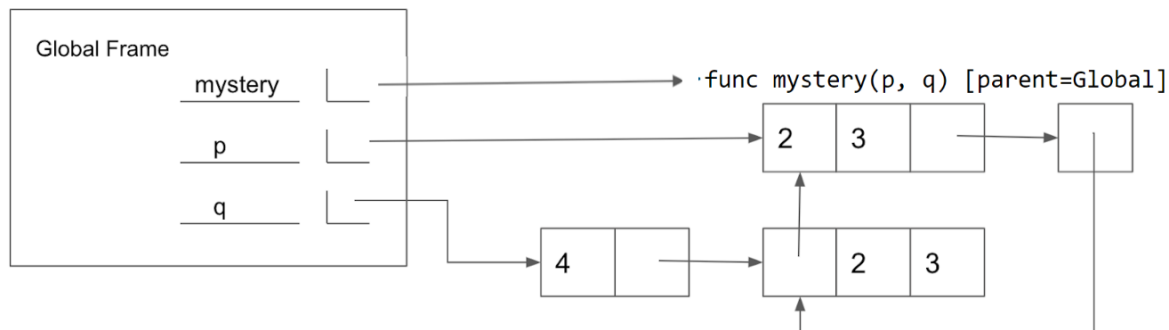 Global Frame
mystery
func mystery(p, q) [parent=Global]
p
2 3
q
4
2 3